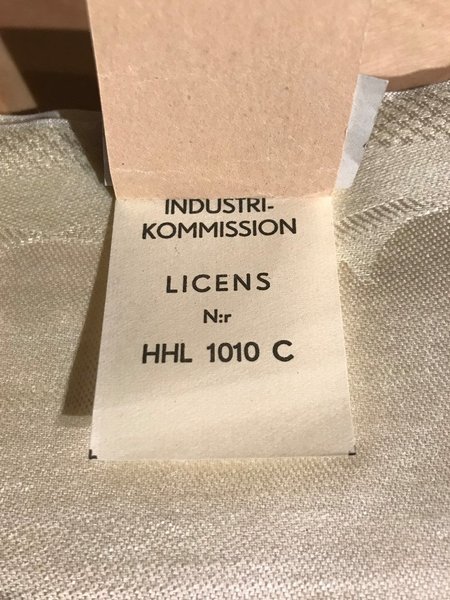 INDUSTRI-
KOMMISSION
LICENS
N:r
HHL 1010 C